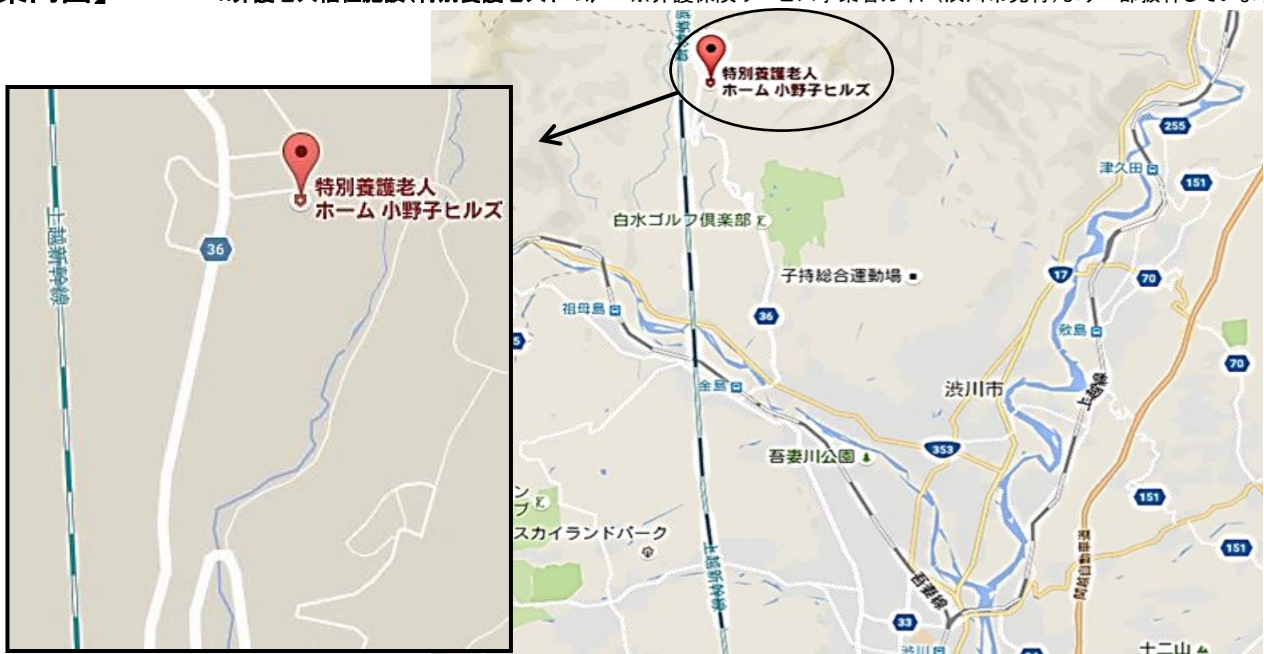 特別養護老人
ホーム 小野子ヒルズ
255
津久田
151
特別養護老人
ホーム 小野子ヒルズ
白水ゴルフ倶楽部
上越新幹線
36
子持総合運動場
17
70
祖母島
36
敷島
70
金島
渋川市
上越線
353
吾妻川公園
151
スカイランドパーク
151
関越自動車道
上越新幹線
吾妻線
33
渋川
十二山